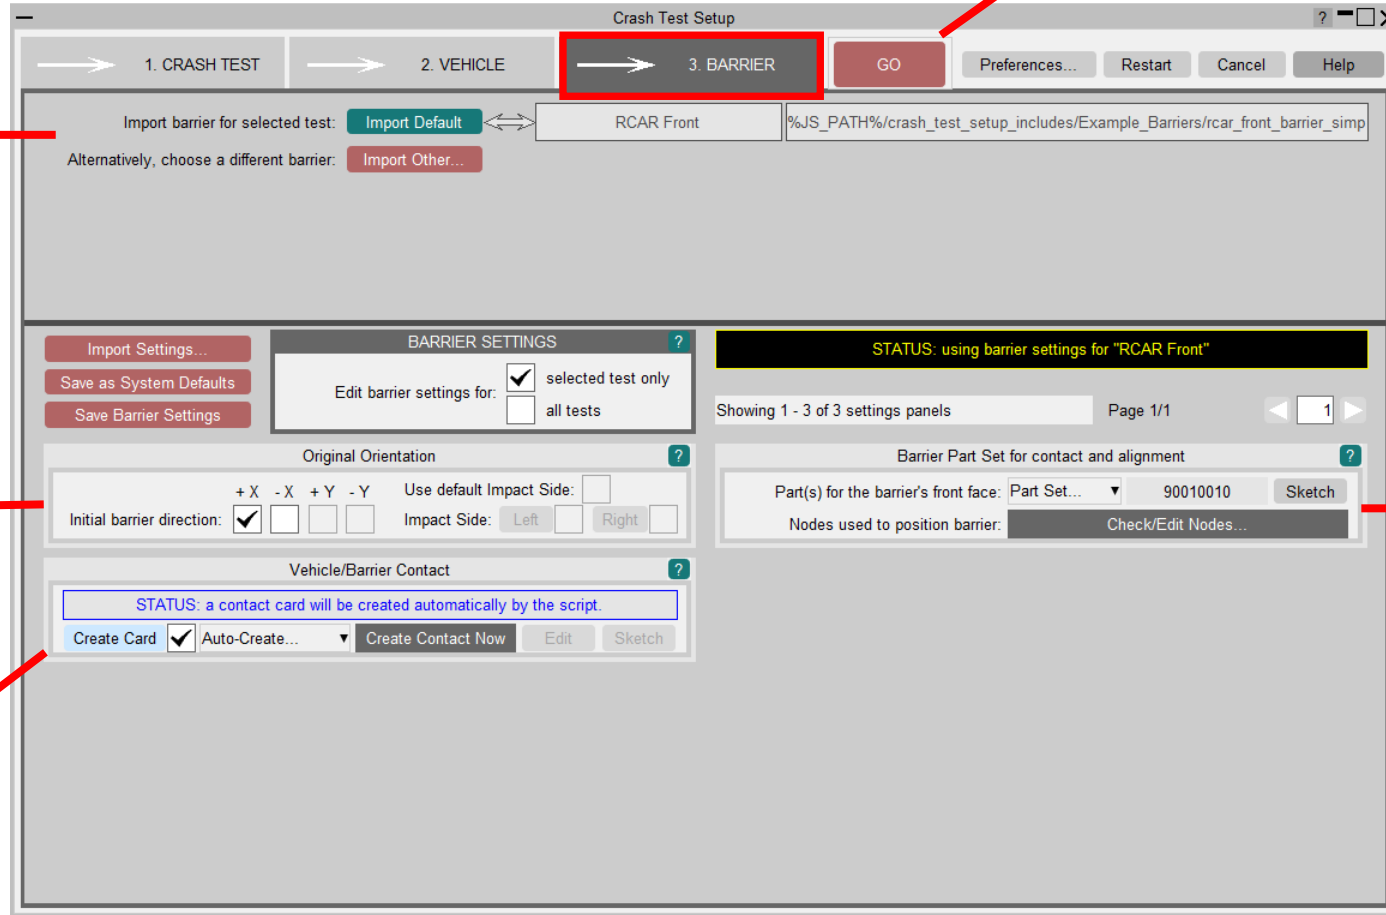 Crash Test Setup
?
1. CRASH TEST
2. VEHICLE
3. BARRIER
GO
Preferences...
Restart
Cancel
Help
Import barrier for selected test:
Import Default
RCAR Front
%JS_PATH%/crash_test_setup_includes/Example_Barriers/rcar_front_barrier_simp
Alternatively, choose a different barrier:
Import Other...
Import Settings...
Save as System Defaults
Save Barrier Settings
BARRIER SETTINGS
?
Edit barrier settings for:
selected test only
all tests
STATUS: using barrier settings for "RCAR Front"
Showing 1 - 3 of 3 settings panels
Page 1/1
1
Original Orientation
?
+ X - X + Y - Y
Use default Impact Side:
Initial barrier direction:
Impact Side:
Left
Right
Barrier Part Set for contact and alignment
?
Part(s) for the barrier's front face:
Part Set...
90010010
Sketch
Nodes used to position barrier:
Check/Edit Nodes...
Vehicle/Barrier Contact
?
STATUS: a contact card will be created automatically by the script.
Create Card
Auto-Create...
Create Contact Now
Edit
Sketch